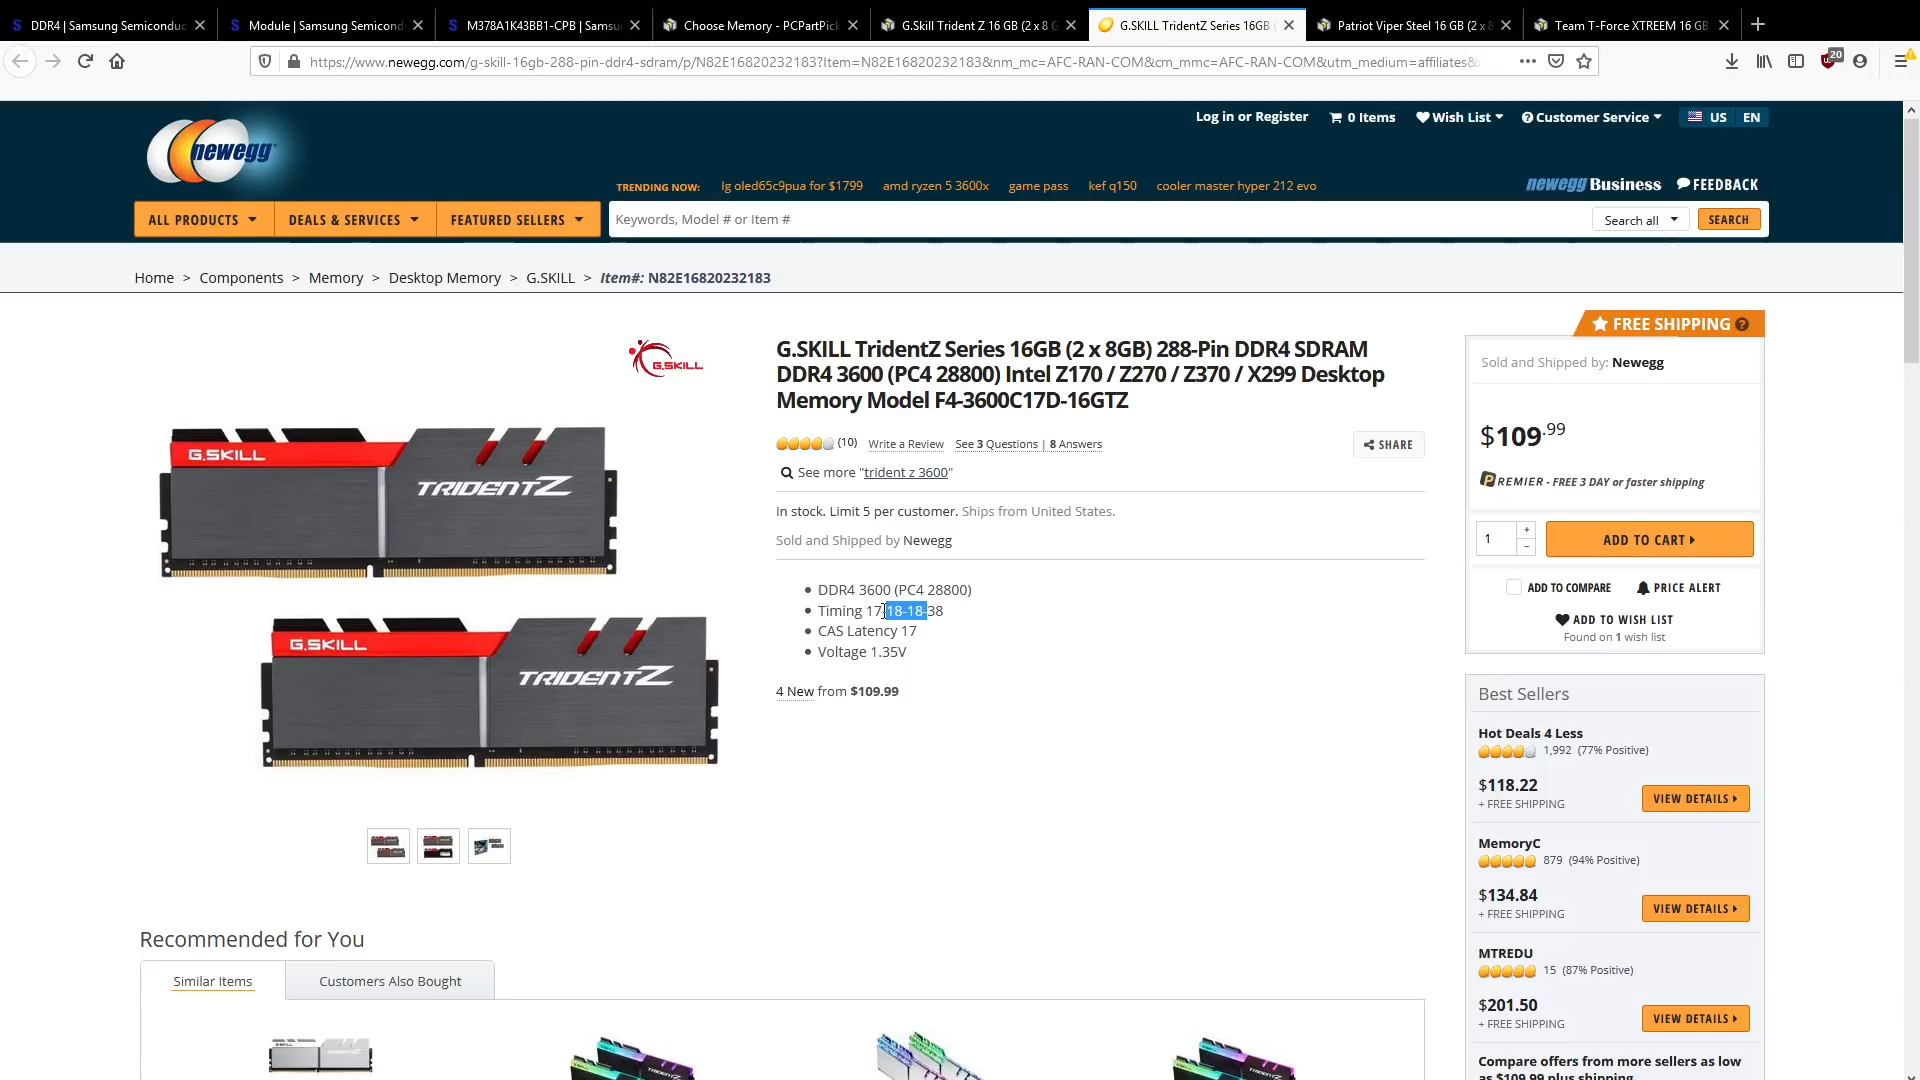 DDR4 | Samsung Semiconduc
Module | Samsung Semicond
M378A1K43BB1-CPB | Samsu
Choose Memory - PCPartPick
G.Skill Trident Z 16 GB (2 x 8 G
G.SKILL TridentZ Series 16GB (
Patriot Viper Steel 16 GB (2 x 8
Team T-Force XTREEM 16 GB
https://www.newegg.com/g-skill-16gb-288-pin-ddr4-sdram/p/N82E16820232183?Item=N82E16820232183&nm_mc=AFC-RAN-COM&cm_mmc=AFC-RAN-COM&utm_medium=affiliates&
20
newegg
Log in or Register
0 Items
Wish List
Customer Service
US
EN
TRENDING NOW:
lg oled65c9pua for $1799
amd ryzen 5 3600x
game pass
kef q150
cooler master hyper 212 evo
newegg Business
FEEDBACK
ALL PRODUCTS
DEALS & SERVICES
FEATURED SELLERS
Keywords, Model # or Item #
Search all
SEARCH
Home > Components > Memory > Desktop Memory > G.SKILL > Item#: N82E16820232183
G.SKILL
G.SKILL
TRIDENTZ
G.SKILL
TRIDENTZ
G.SKILL TridentZ Series 16GB (2 x 8GB) 288-Pin DDR4 SDRAM
DDR4 3600 (PC4 28800) Intel Z170 / Z270 / Z370 / X299 Desktop
Memory Model F4-3600C17D-16GTZ
(10) Write a Review See 3 Questions | 8 Answers
SHARE
See more "trident z 3600"
In stock. Limit 5 per customer. Ships from United States.
Sold and Shipped by Newegg
DDR4 3600 (PC4 28800)
Timing 17-18-18-38
CAS Latency 17
Voltage 1.35V
4 New from $109.99
FREE SHIPPING
Sold and Shipped by: Newegg
$109.99
PREMIER - FREE 3 DAY or faster shipping
1
ADD TO CART
ADD TO COMPARE
PRICE ALERT
ADD TO WISH LIST
Found on 1 wish list
Best Sellers
Hot Deals 4 Less
1,992 (77% Positive)
$118.22
+ FREE SHIPPING
VIEW DETAILS
MemoryC
879 (94% Positive)
$134.84
+ FREE SHIPPING
VIEW DETAILS
MTREDU
15 (87% Positive)
$201.50
+ FREE SHIPPING
VIEW DETAILS
Compare offers from more sellers as low
as $109.99 plus shipping
Recommended for You
Similar Items
Customers Also Bought